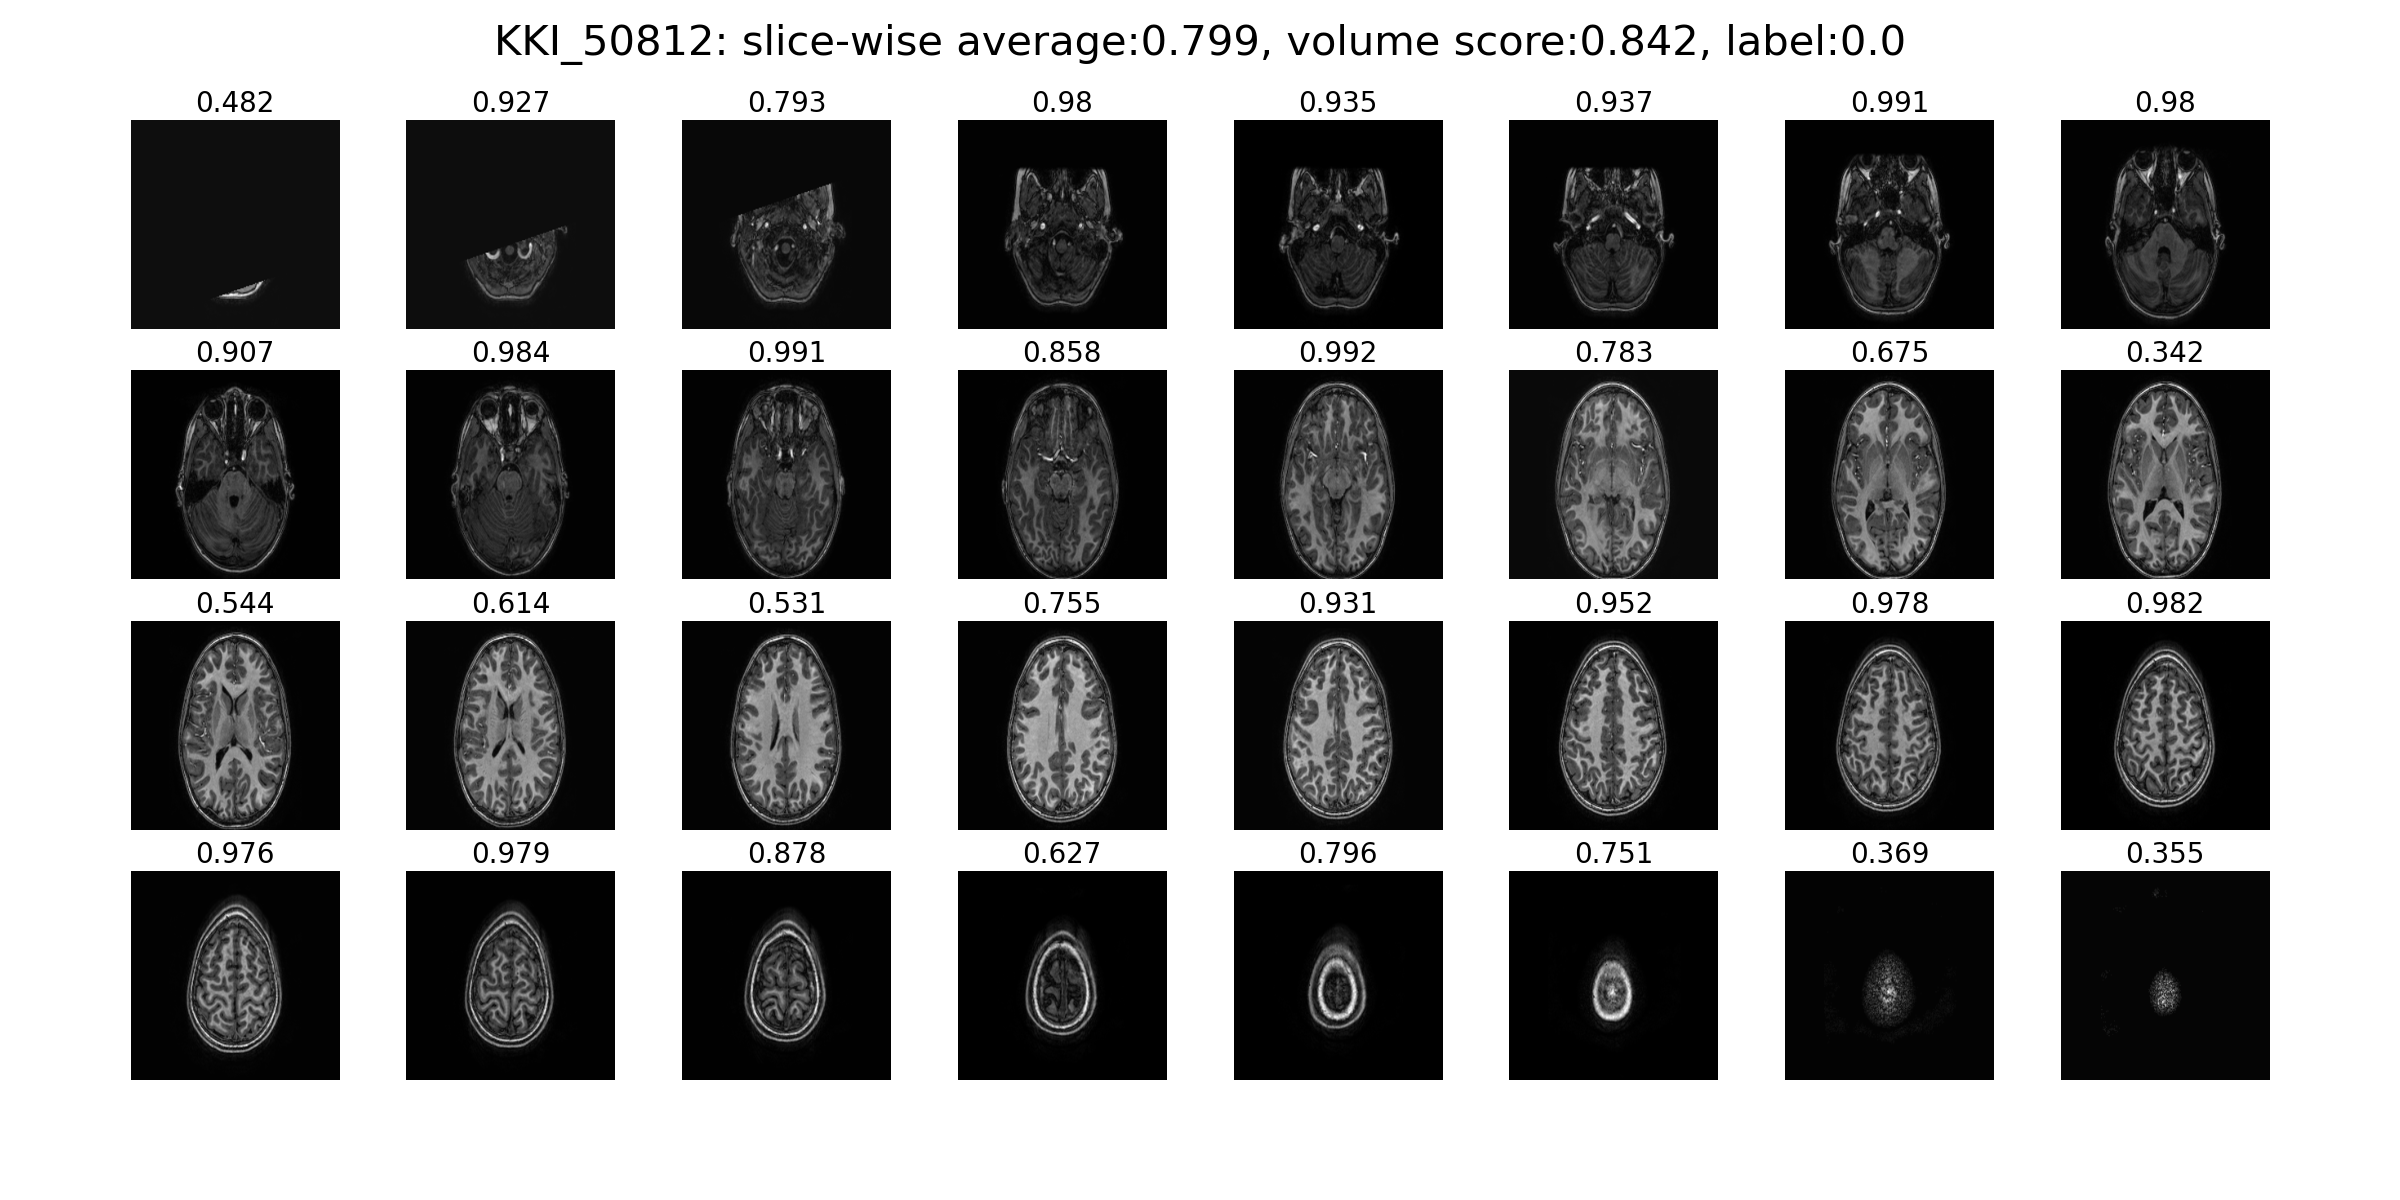 KKI_50812: slice-wise average:0.799, volume score:0.842, label:0.0
0.482 0.927 0.793 0.98 0.935 0.937 0.991 0.98
0.907 0.984 0.991 0.858 0.992 0.783 0.675 0.342
0.544 0.614 0.531 0.755 0.931 0.952 0.978 0.982
0.976 0.979 0.878 0.627 0.796 0.751 0.369 0.355